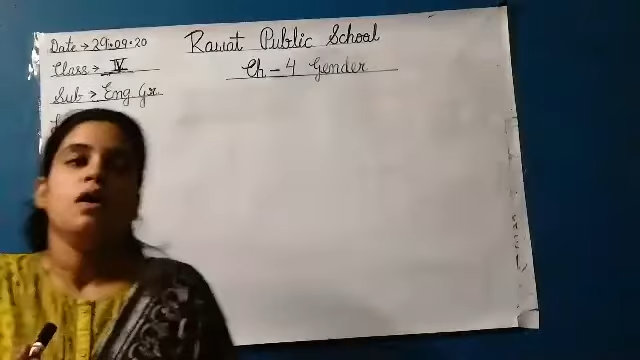 Date → 29.09.20
Rawat Public School
Class → IV
Ch - 4 Gender
Sub → Eng Gr.